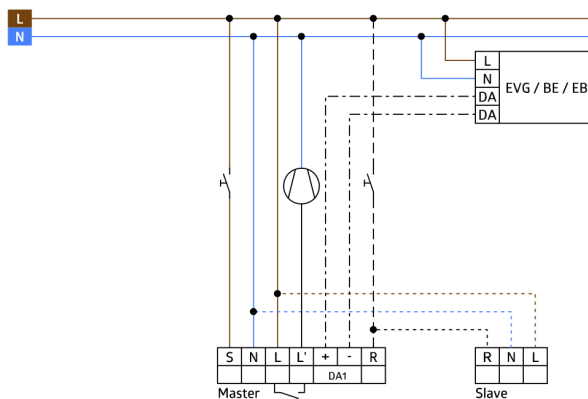 L
N
L
N
DA
DA
EVG / BE / EB
S N L L' + - R
DA1
Master
R N L
Slave